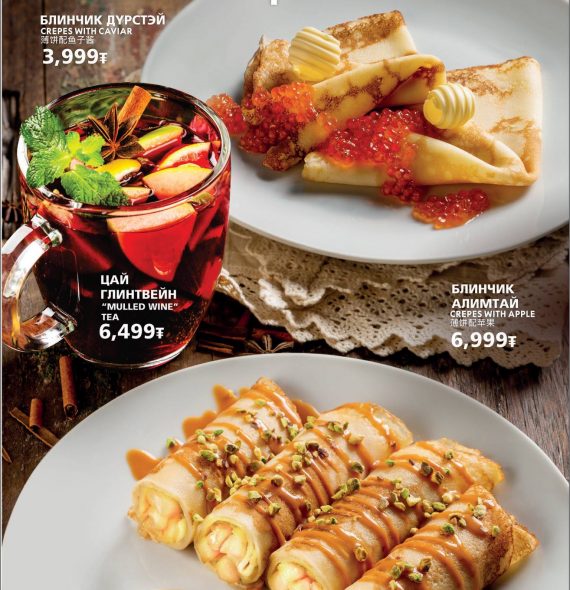 БЛИНЧИК ДҮРСТЭЙ
CREPES WITH CAVIAR
薄饼配鱼子酱
3,999₮
ЦАЙ
ГЛИНТВЕЙН
“MULLED WINE”
TEA
6,499₮
БЛИНЧИК
АЛИМТАЙ
CREPES WITH APPLE
薄饼配苹果
6,999₮